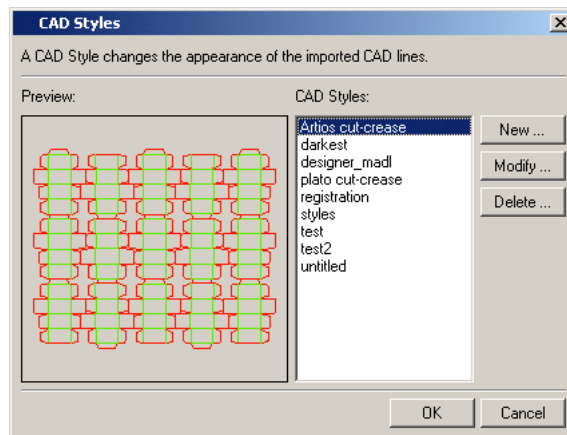 CAD Styles
A CAD Style changes the appearance of the imported CAD lines.
Preview:
CAD Styles:
Artios cut-crease
darkest
designer_madl
plato cut-crease
registration
styles
test
test2
untitled
New ...
Modify ...
Delete ...
OK
Cancel